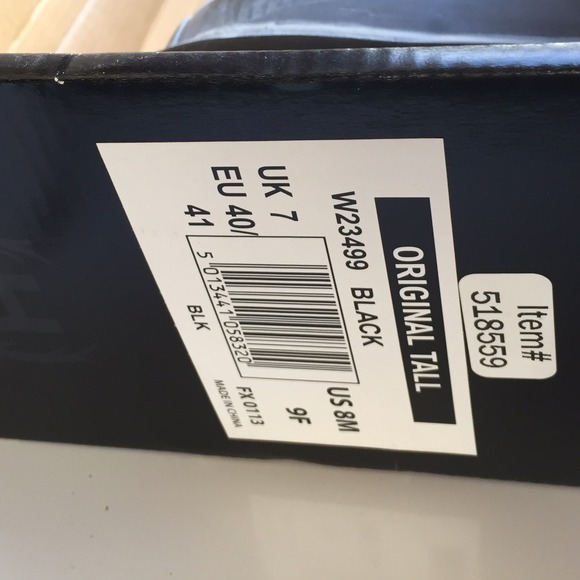 Item#
518559
ORIGINAL TALL
W23499 BLACK
UK 7
EU 40/
41
US 8M
9F
5 013441 058320
BLK
FX 0113
MADE IN CHINA